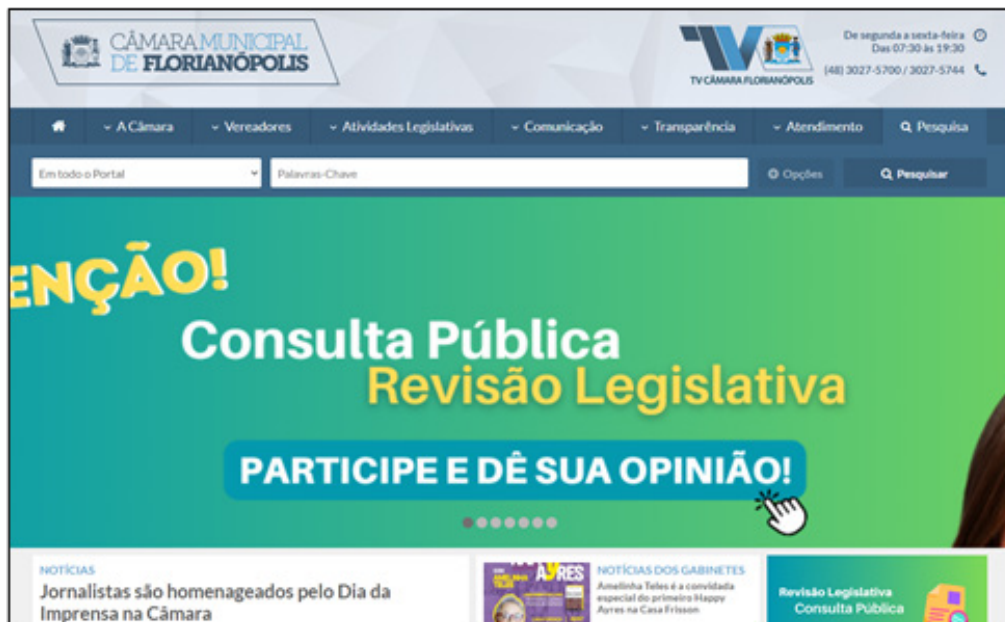 CÂMARA MUNICIPAL
DE FLORIANÓPOLIS
TV CÂMARA FLORIANÓPOLIS
De segunda a sexta-feira
Das 07:30 às 19:30
(48) 3027-5700 / 3027-5744
A Câmara
Vereadores
Atividades Legislativas
Comunicação
Transparência
Atendimento
Pesquisa
Em todo o Portal
Palavras-Chave
Opções
Pesquisar
ENÇÃO!
Consulta Pública
Revisão Legislativa
PARTICIPE E DÊ SUA OPINIÃO!
NOTÍCIAS
Jornalistas são homenageados pelo Dia da
Imprensa na Câmara
AMELINHA
TELES
AYRES
NOTÍCIAS DOS GABINETES
Amelinha Teles é a convidada
especial do primeiro Happy
Ayres na Casa Frisson
Revisão Legislativa
Consulta Pública